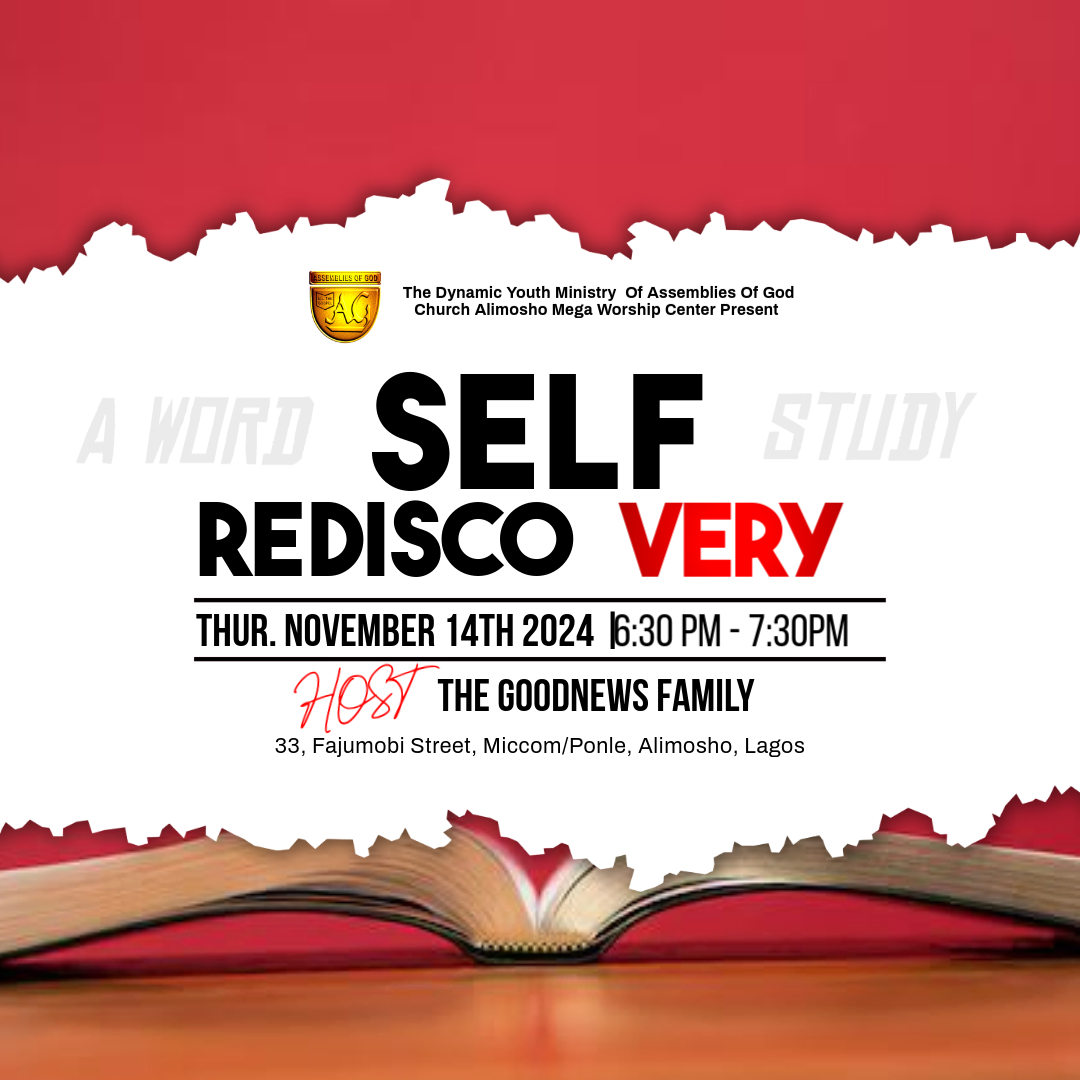 ASSEMBLIES OF GOD
AG
The Dynamic Youth Ministry  Of Assemblies Of God
Church Alimosho Mega Worship Center Present
A WORD STUDY
SELF
REDISCO VERY
THUR. NOVEMBER 14TH 2024 |6:30 PM - 7:30PM
HOST THE GOODNEWS FAMILY
33, Fajumobi Street, Miccom/Ponle, Alimosho, Lagos